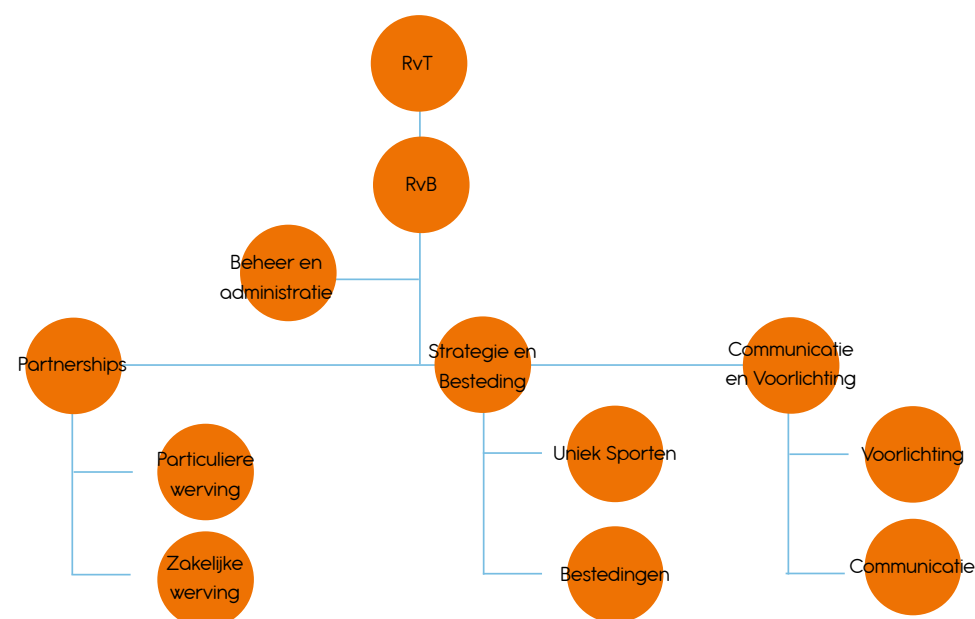 RvT
RvB
Beheer en
administratie
Partnerships
Strategie en
Besteding
Communicatie
en Voorlichting
Particuliere
werving
Zakelijke
werving
Uniek Sporten
Bestedingen
Voorlichting
Communicatie